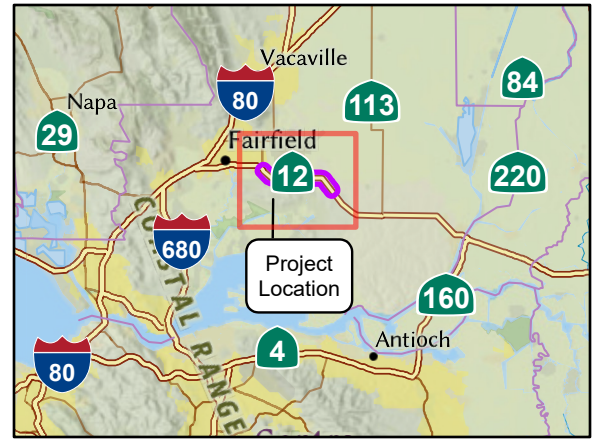 Vacaville
80
84
113
Napa
29
Fairfield
12
220
COASTAL RANGE
680
Project
Location
160
4
Antioch
80